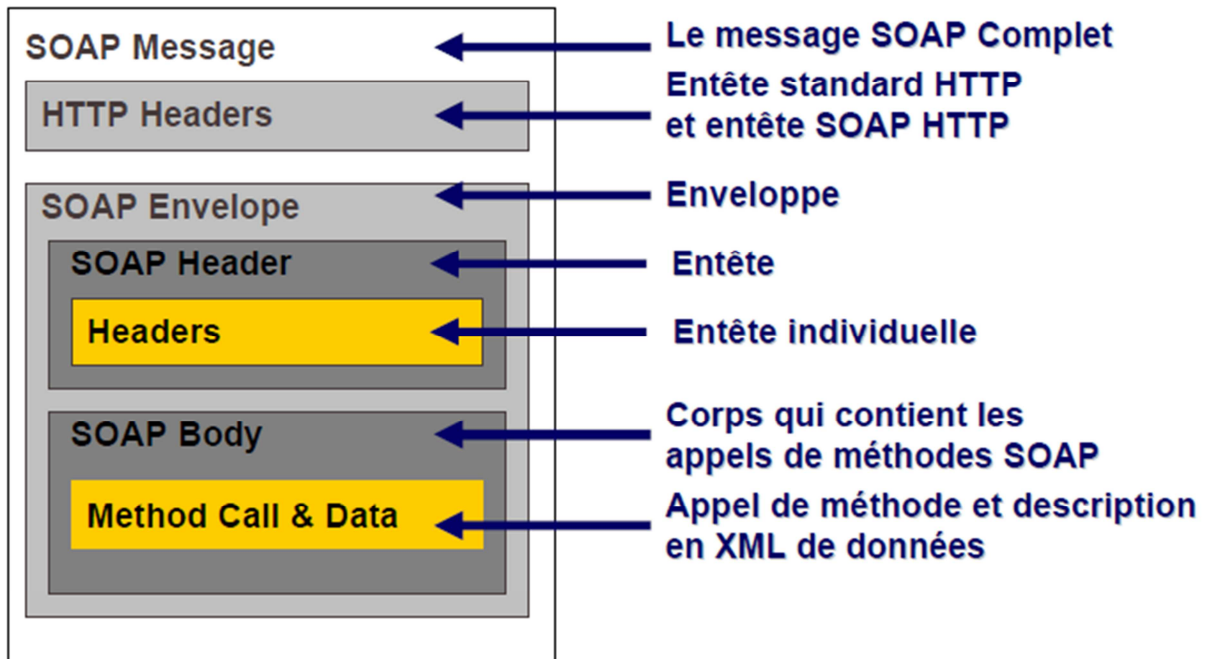 SOAP Message
Le message SOAP Complet
HTTP Headers
Entête standard HTTP
et entête SOAP HTTP
SOAP Envelope
Enveloppe
SOAP Header
Entête
Headers
Entête individuelle
SOAP Body
Corps qui contient les
appels de méthodes SOAP
Method Call & Data
Appel de méthode et description
en XML de données